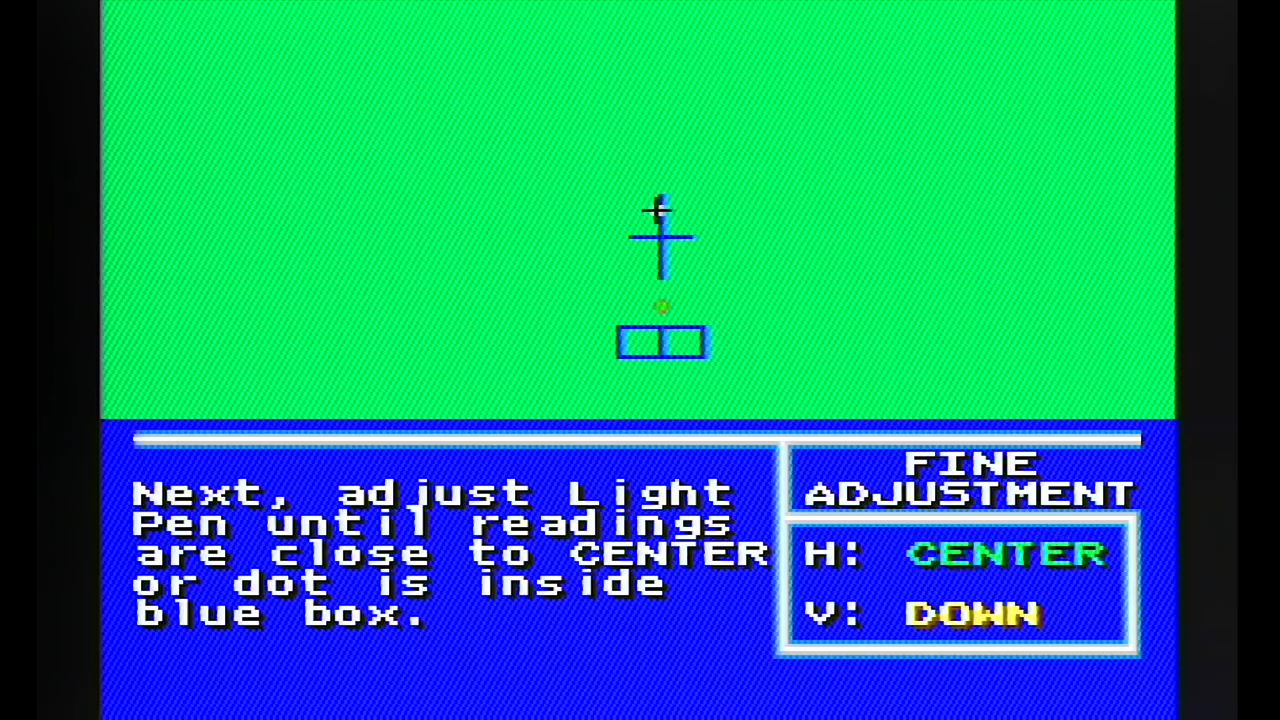 Next, adjust Light
Pen until readings
are close to CENTER
or dot is inside
blue box.
FINE
ADJUSTMENT
H: CENTER
V: DOWN